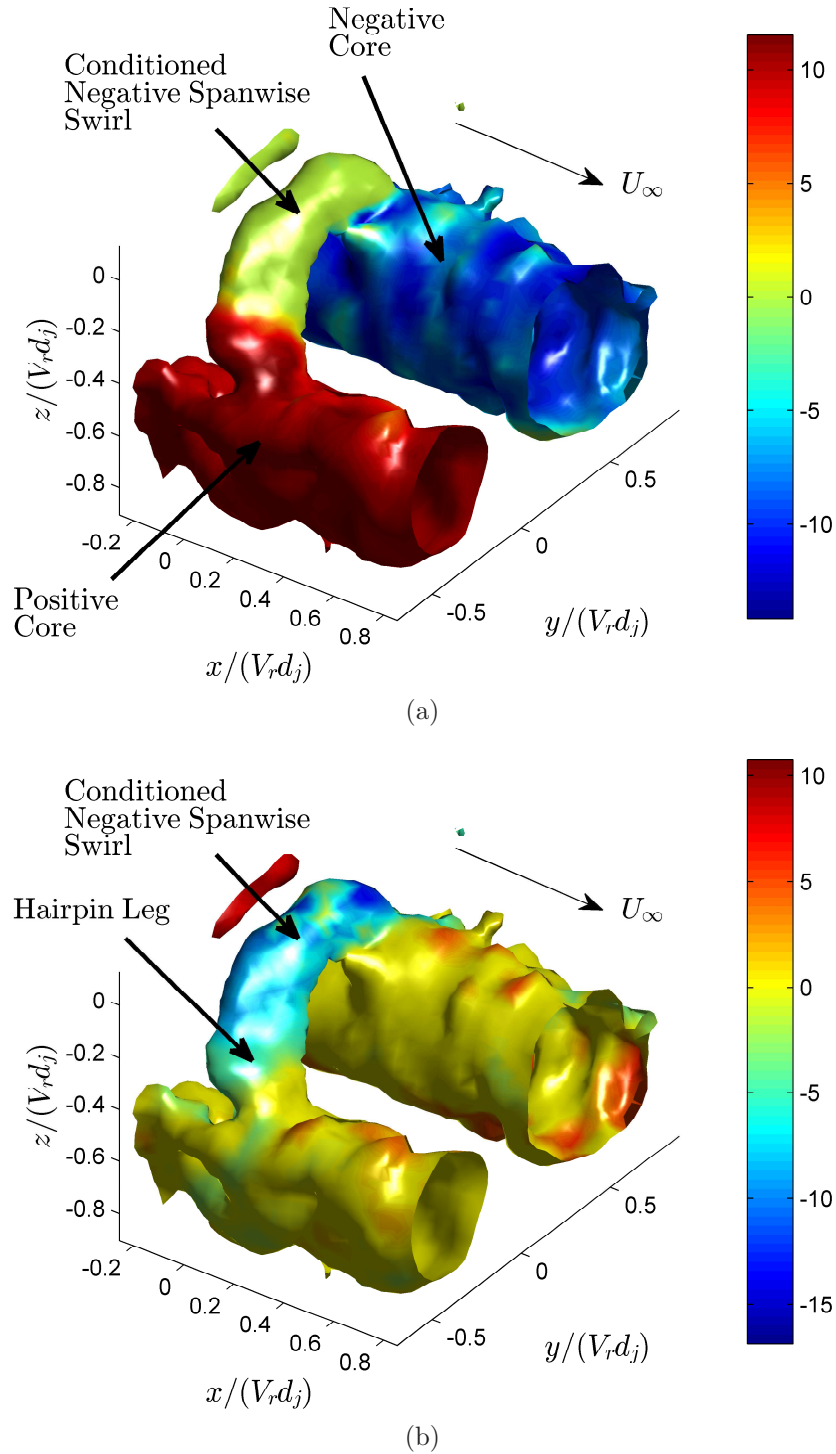 Negative
Core
Conditioned
Negative Spanwise
Swirl
U∞
10
5
0
-5
-10
0
-0.2
-0.4
-0.6
-0.8
z/(Vrdj)
-0.2
0
0.2
0.4
0.6
0.8
x/(Vrdj)
-0.5
0
0.5
y/(Vrdj)
Positive
Core
(a)
Conditioned
Negative Spanwise
Swirl
Hairpin Leg
U∞
10
5
0
-5
-10
-15
0
-0.2
-0.4
-0.6
-0.8
z/(Vrdj)
-0.2
0
0.2
0.4
0.6
0.8
x/(Vrdj)
-0.5
0
0.5
y/(Vrdj)
(b)